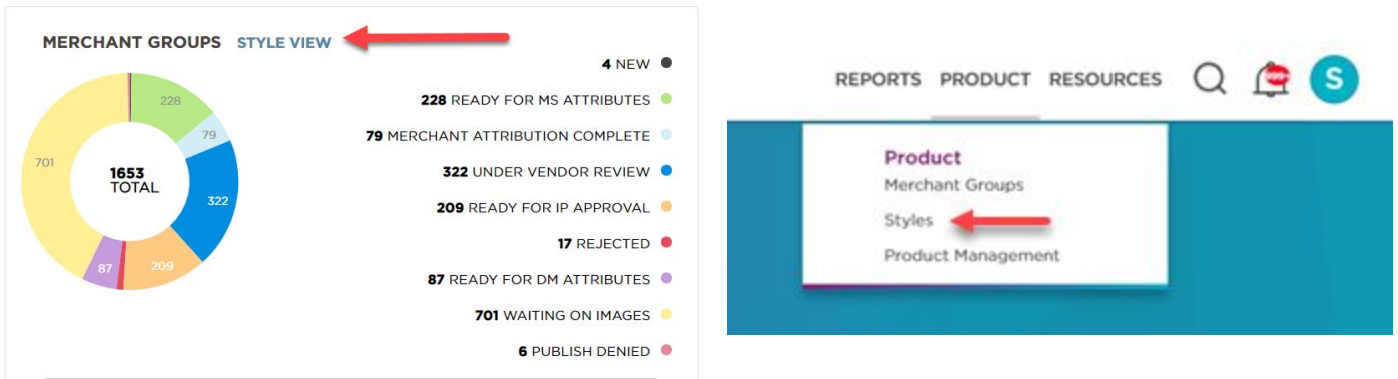 MERCHANT GROUPS STYLE VIEW
4 NEW
228 READY FOR MS ATTRIBUTES
79 MERCHANT ATTRIBUTION COMPLETE
322 UNDER VENDOR REVIEW
209 READY FOR IP APPROVAL
17 REJECTED
87 READY FOR DM ATTRIBUTES
701 WAITING ON IMAGES
6 PUBLISH DENIED
228
79
701
1653
TOTAL
322
87
209
REPORTS PRODUCT RESOURCES
S
Product
Merchant Groups
Styles
Product Management